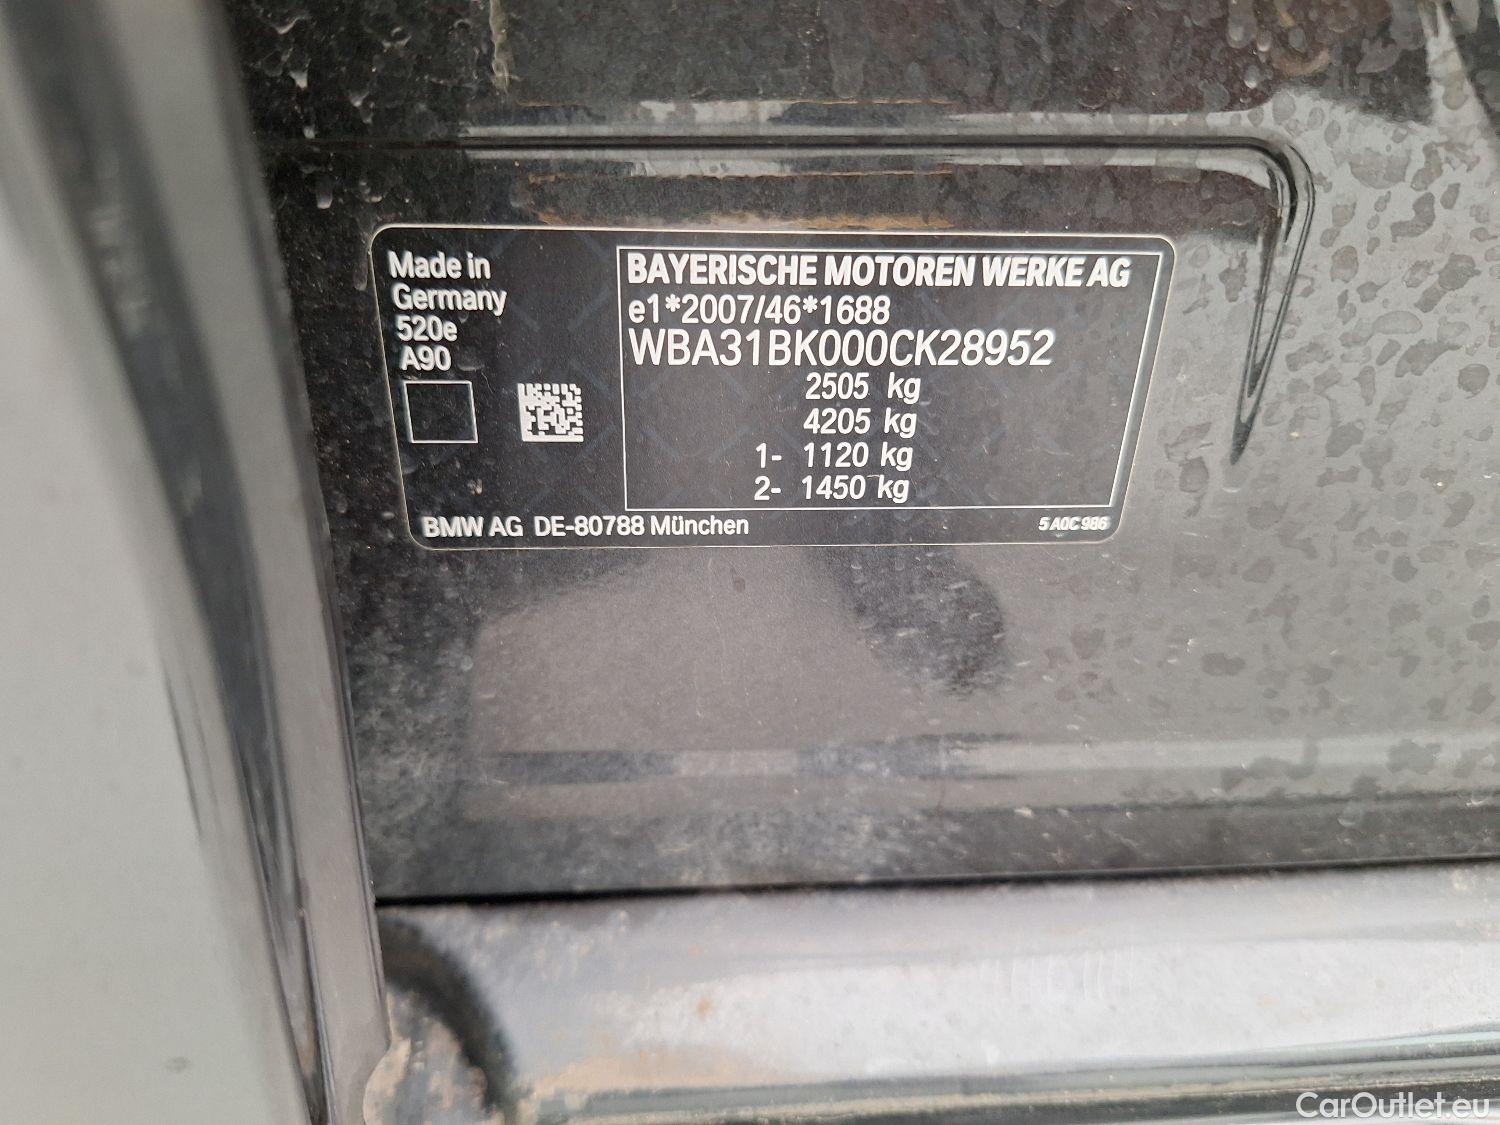 Made in
Germany
520e
A90
BAYERISCHE MOTOREN WERKE AG
e1*2007/46*1688
WBA31BK000CK28952
2505 kg
4205 kg
1- 1120 kg
2- 1450 kg
BMW AG DE-80788 München
5 A0C 986
CarOutlet.eu